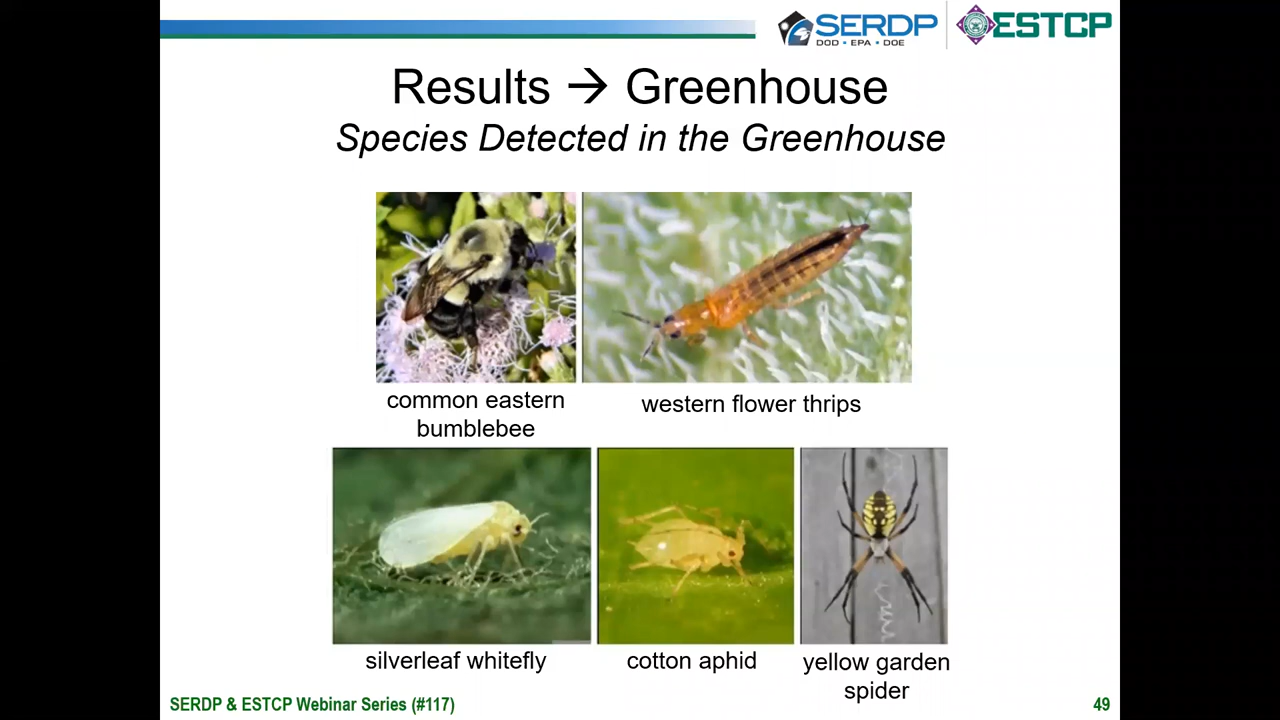 SERDP
DOD • EPA • DOE
ESTCP
Results → Greenhouse
Species Detected in the Greenhouse
common eastern
bumblebee
western flower thrips
silverleaf whitefly
cotton aphid
yellow garden
spider
SERDP & ESTCP Webinar Series (#117)
49